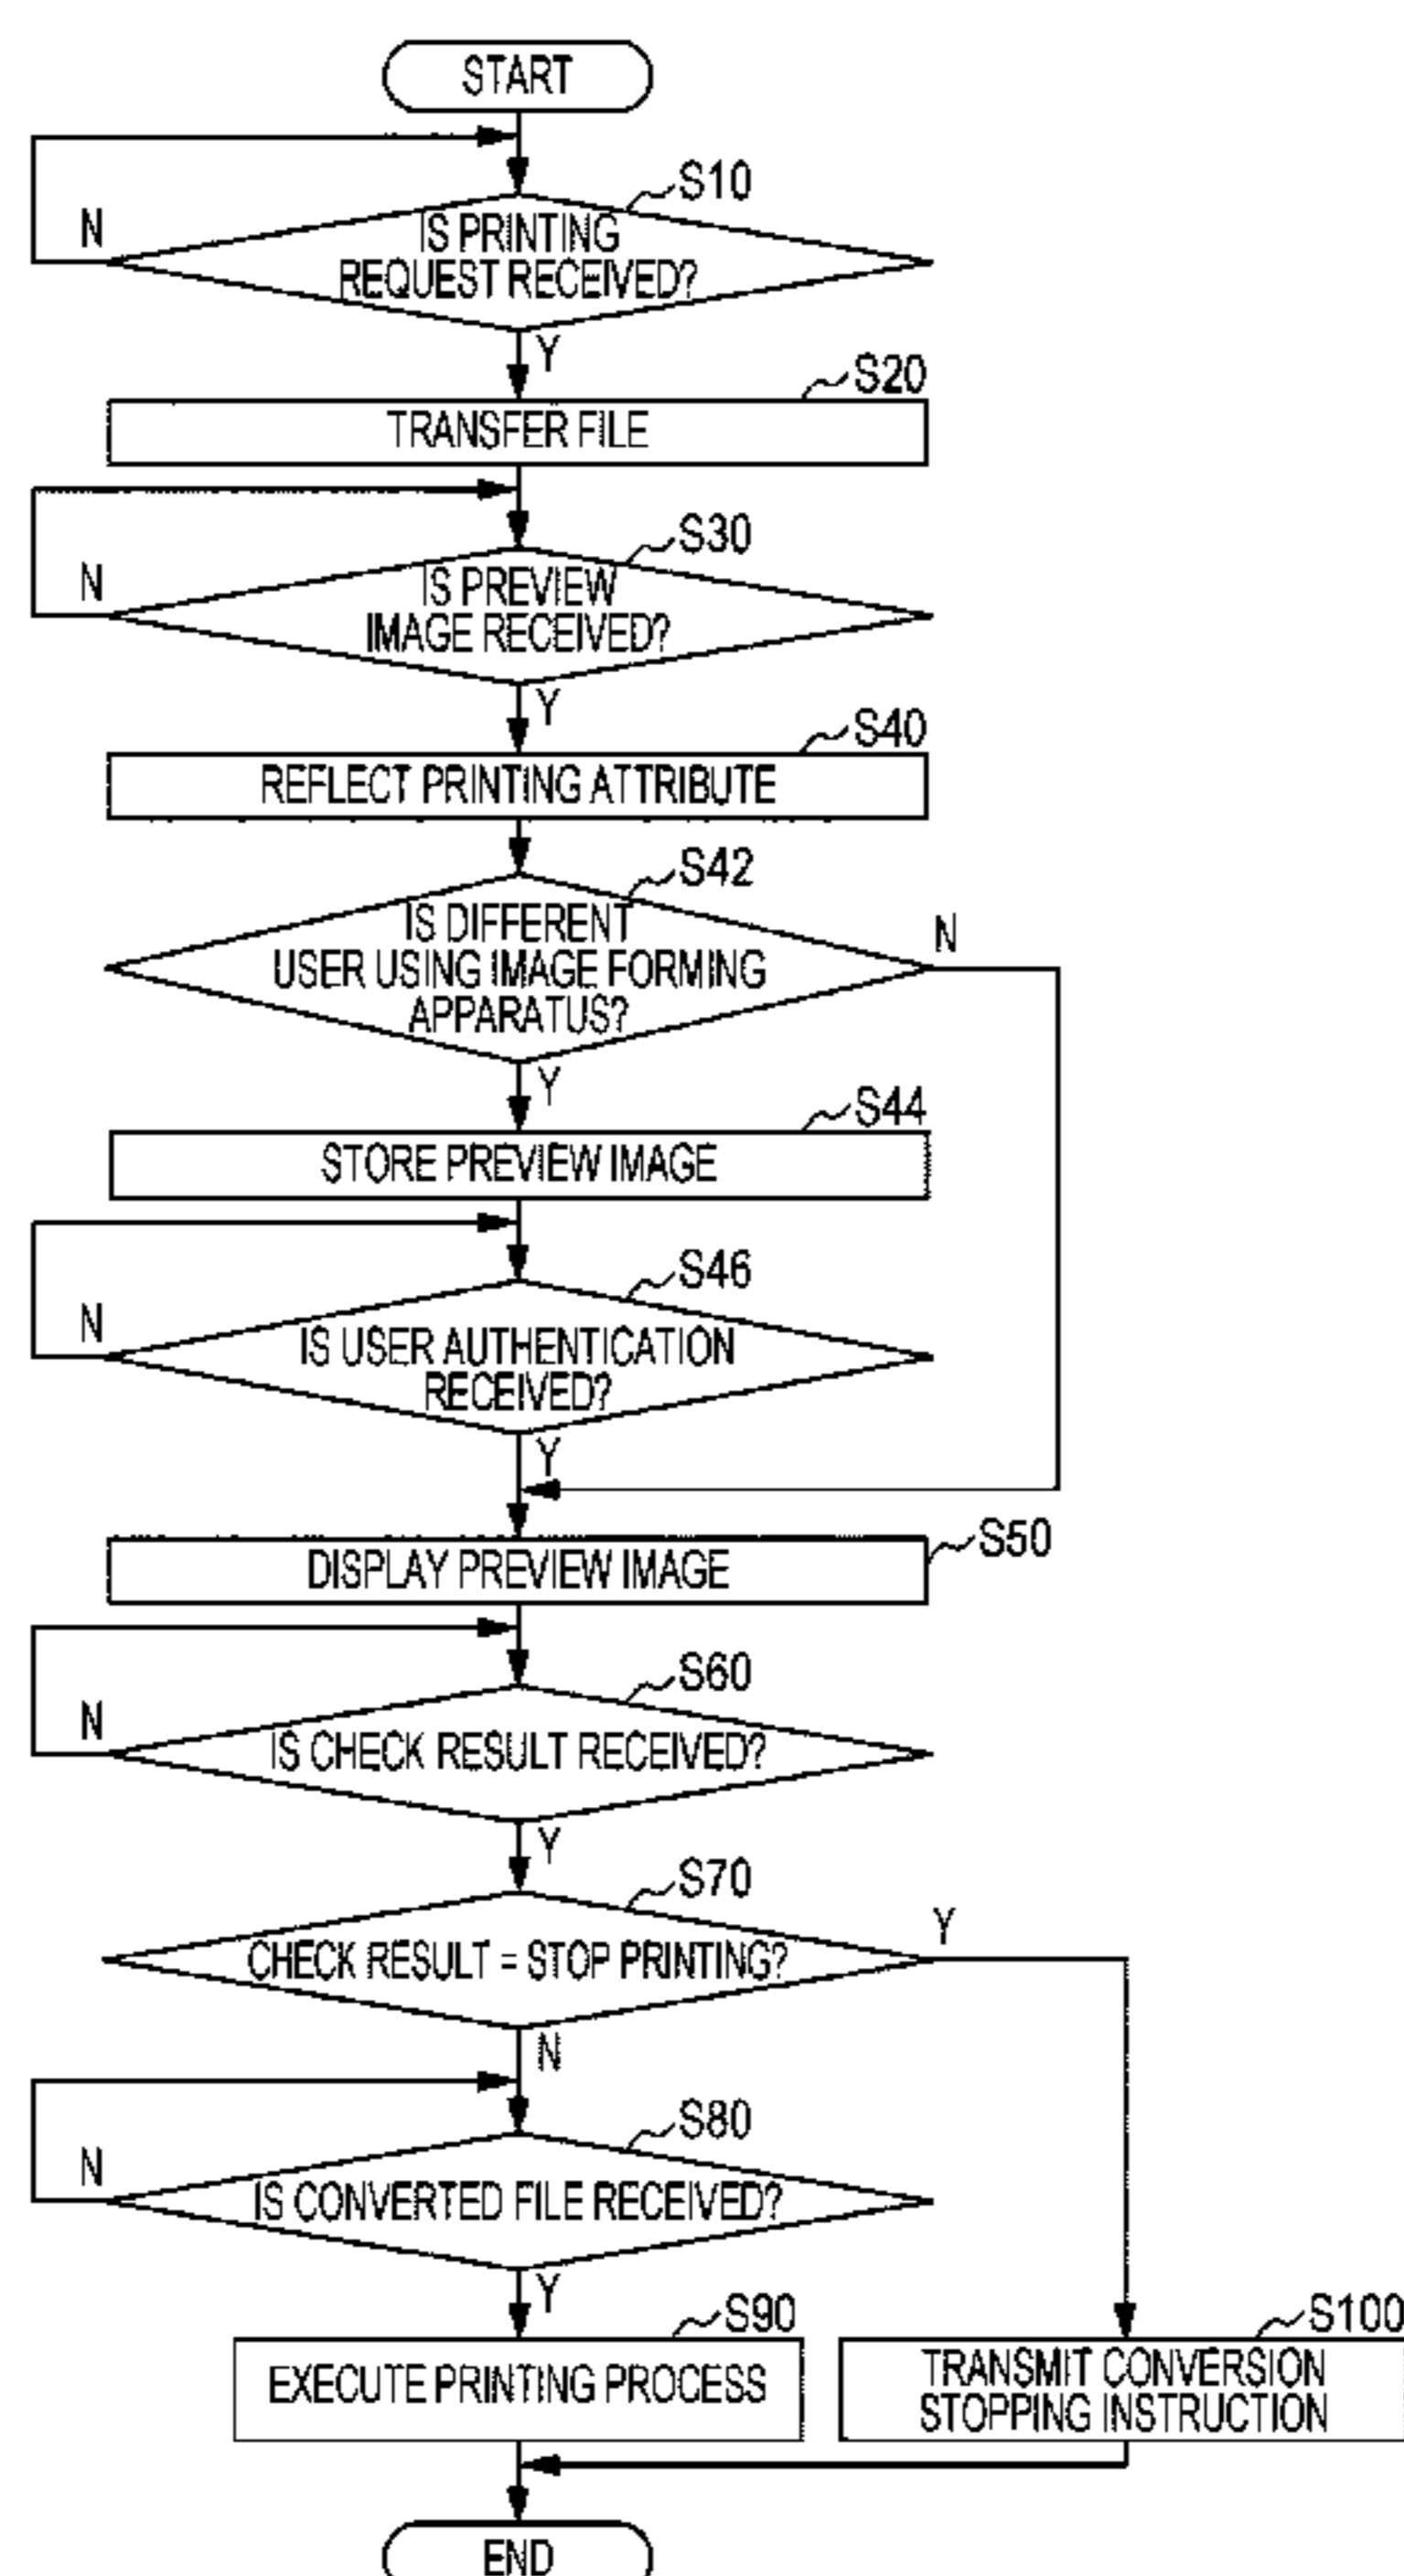 START
S10
N
IS PRINTING
REQUEST RECEIVED?
Y
S20
TRANSFER FILE
S30
N
IS PREVIEW
IMAGE RECEIVED?
Y
S40
REFLECT PRINTING ATTRIBUTE
S42
IS DIFFERENT
USER USING IMAGE FORMING
APPARATUS?
N
Y
S44
STORE PREVIEW IMAGE
S46
N
IS USER AUTHENTICATION
RECEIVED?
Y
S50
DISPLAY PREVIEW IMAGE
S60
N
IS CHECK RESULT RECEIVED?
Y
S70
Y
CHECK RESULT = STOP PRINTING?
N
S80
N
IS CONVERTED FILE RECEIVED?
Y
S90
EXECUTE PRINTING PROCESS
S100
TRANSMIT CONVERSION
STOPPING INSTRUCTION
END